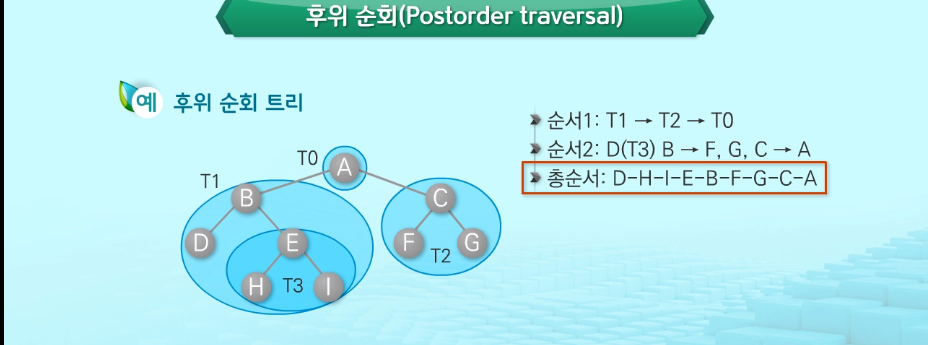 후위 순회(Postorder traversal)
예 후위 순회 트리
순서1: T1 → T2 → T0
순서2: D(T3) B → F, G, C → A
총순서: D-H-I-E-B-F-G-C-A
T0 A
T1 B C
D E F G
T2
H T3 I